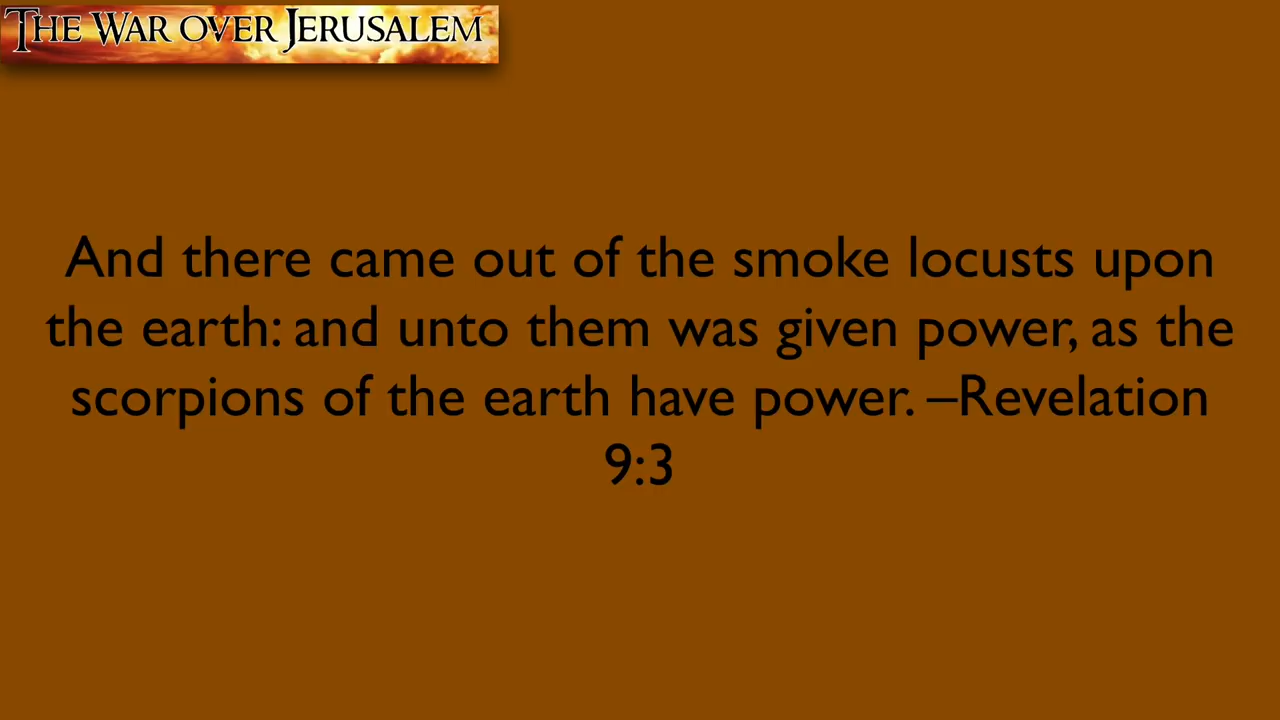 The War over Jerusalem
And there came out of the smoke locusts upon
the earth: and unto them was given power, as the
scorpions of the earth have power. –Revelation
9:3